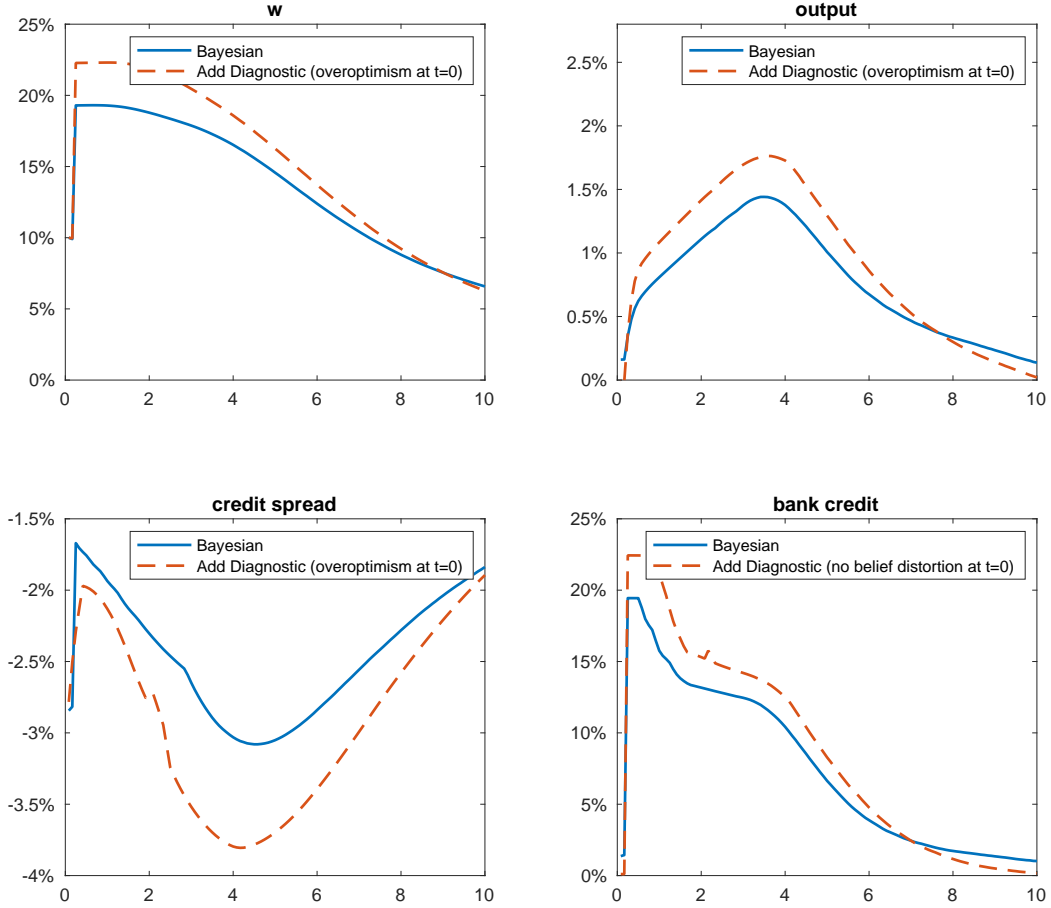 w
25%
20%
15%
10%
5%
0%
0 2 4 6 8 10
Bayesian
Add Diagnostic (overoptimism at t=0)
output
2.5%
2%
1.5%
1%
0.5%
0%
0 2 4 6 8 10
Bayesian
Add Diagnostic (overoptimism at t=0)
credit spread
-1.5%
-2%
-2.5%
-3%
-3.5%
-4%
0 2 4 6 8 10
Bayesian
Add Diagnostic (overoptimism at t=0)
bank credit
25%
20%
15%
10%
5%
0%
0 2 4 6 8 10
Bayesian
Add Diagnostic (no belief distortion at t=0)